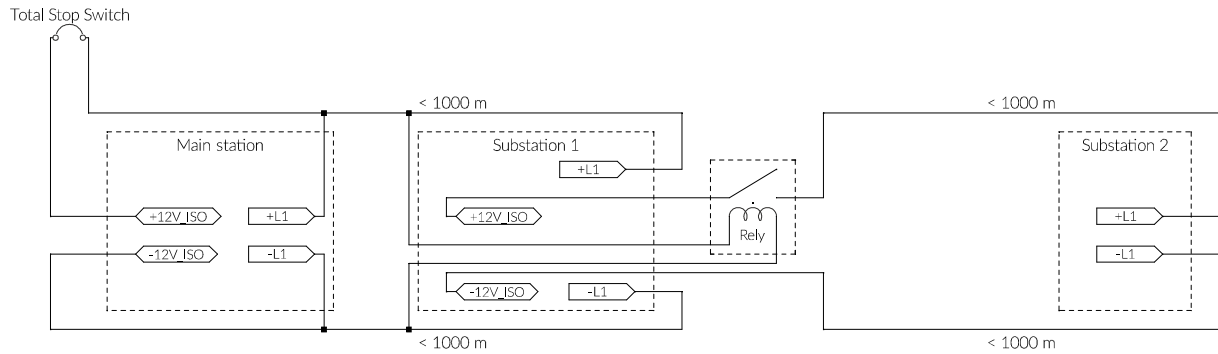 Total Stop Switch
< 1000 m
< 1000 m
Main station
Substation 1
Substation 2
+L1
+12V_ISO
+L1
+12V_ISO
+L1
Rely
-12V_ISO
-L1
-L1
-12V_ISO
-L1
< 1000 m
< 1000 m